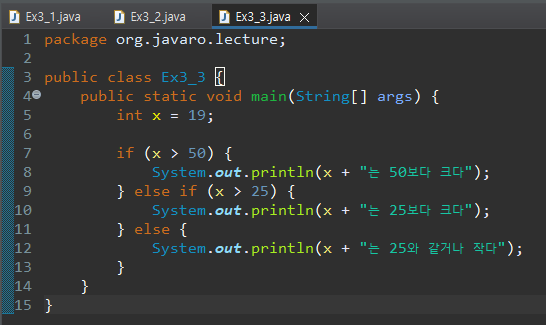 Ex3_1.java Ex3_2.java Ex3_3.java
1 package org.javaro.lecture;
2
3 public class Ex3_3 {
4 public static void main(String[] args) {
5 int x = 19;
6
7 if (x > 50) {
8 System.out.println(x + "는 50보다 크다");
9 } else if (x > 25) {
10 System.out.println(x + "는 25보다 크다");
11 } else {
12 System.out.println(x + "는 25와 같거나 작다");
13 }
14 }
15 }